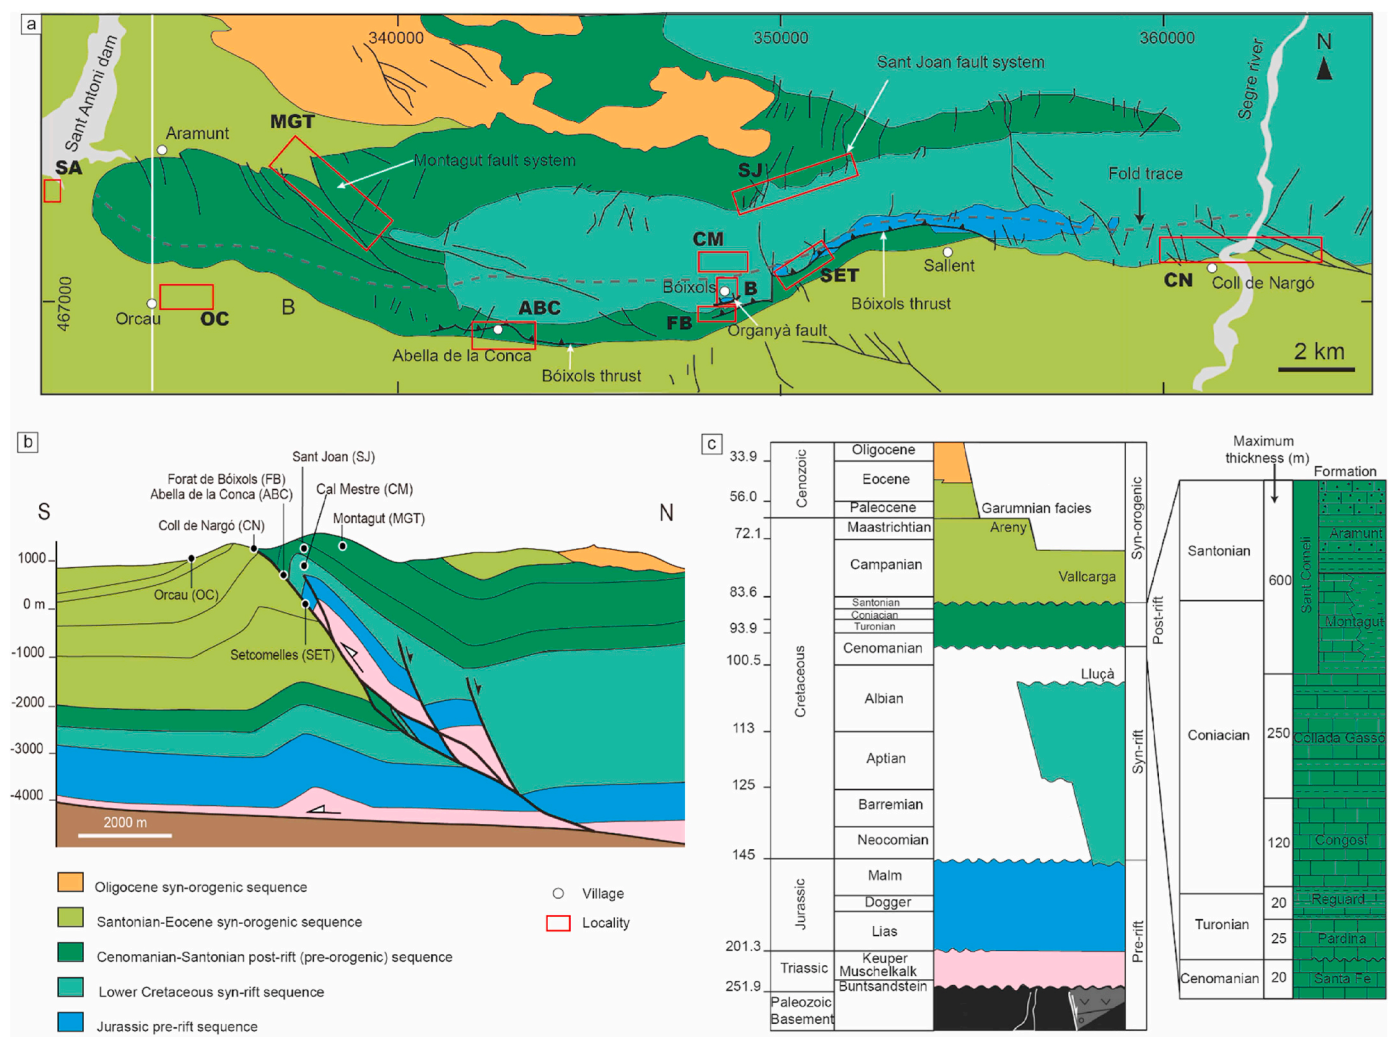 a
340000
350000
360000
N
Sant Antoni dam
Segre river
Sant Joan fault system
MGT
Aramunt
Montagut fault system
SA
SJ
Fold trace
CM
SET
Sallent
CN
Coll de Nargó
467000
Orcau
OC
B
Bóixols
B
ABC
FB
Organyà fault
Bóixols thrust
Abella de la Conca
Bóixols thrust
2 km
b
S
N
Sant Joan (SJ)
Forat de Bóixols (FB)
Abella de la Conca (ABC)
Cal Mestre (CM)
Coll de Nargó (CN)
Montagut (MGT)
Orcau (OC)
Setcomelles (SET)
1000
0 m
-1000
-2000
-3000
-4000
2000 m
Oligocene syn-orogenic sequence
Santonian-Eocene syn-orogenic sequence
Cenomanian-Santonian post-rift (pre-orogenic) sequence
Lower Cretaceous syn-rift sequence
Jurassic pre-rift sequence
Village
Locality
c
33.9
56.0
72.1
83.6
93.9
100.5
113
125
145
201.3
251.9
Cenozoic
Cretaceous
Jurassic
Triassic
Paleozoic
Basement
Oligocene
Eocene
Paleocene
Maastrichtian
Campanian
Santonian
Coniacian
Turonian
Cenomanian
Albian
Aptian
Barremian
Neocomian
Malm
Dogger
Lias
Keuper
Muschelkalk
Buntsandstein
Garumnian facies
Areny
Vallcarga
Lluçà
Syn-orogenic
Post-rift
Syn-rift
Pre-rift
Maximum
thickness (m)
Formation
Santonian
600
Sant Corneli
Aramunt
Montagut
Coniacian
250
Collada Gassó
120
Congost
Turonian
20
Reguard
25
Pardina
Cenomanian
20
Santa Fe